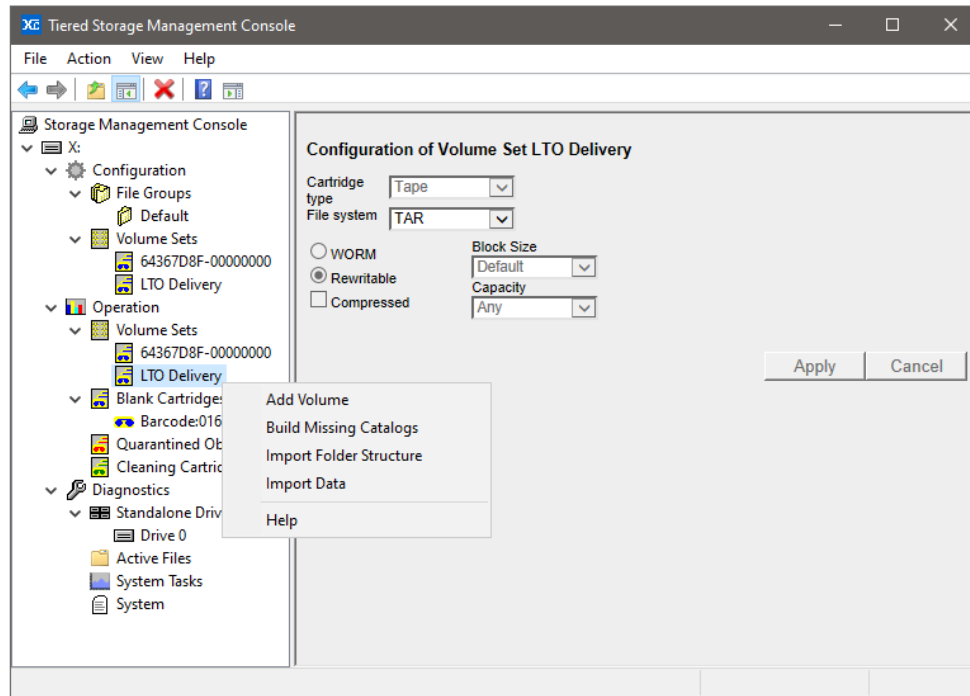 Tiered Storage Management Console
File Action View Help
Storage Management Console
X:
Configuration
File Groups
Default
Volume Sets
64367D8F-00000000
LTO Delivery
Operation
Volume Sets
64367D8F-00000000
LTO Delivery
Blank Cartridges
Barcode:016
Quarantined Ob
Cleaning Cartric
Diagnostics
Standalone Driv
Drive 0
Active Files
System Tasks
System
Configuration of Volume Set LTO Delivery
Cartridge
type
Tape
File system
TAR
WORM
Rewritable
Compressed
Block Size
Default
Capacity
Any
Apply Cancel
Add Volume
Build Missing Catalogs
Import Folder Structure
Import Data
Help